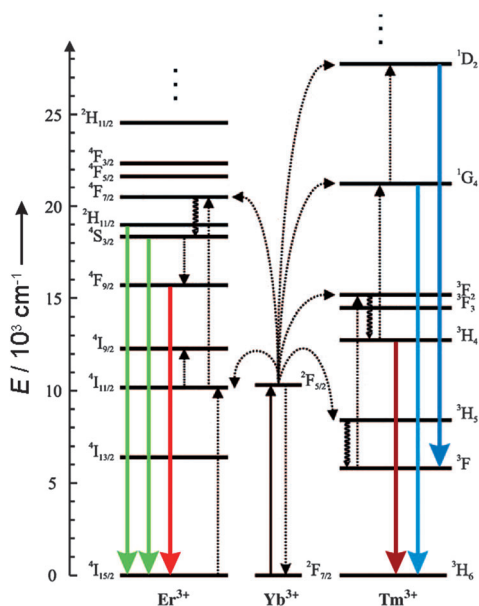 E / 10³ cm⁻¹
25
20
15
10
5
0
²H₁₁/₂
⁴F₃/₂
⁴F₅/₂
⁴F₇/₂
²H₁₁/₂
⁴S₃/₂
⁴F₉/₂
⁴I₉/₂
⁴I₁₁/₂
⁴I₁₃/₂
⁴I₁₅/₂
Er³⁺
²F₅/₂
²F₇/₂
Yb³⁺
¹D₂
¹G₄
³F₂
³F₃
³H₄
³H₅
³F
³H₆
Tm³⁺